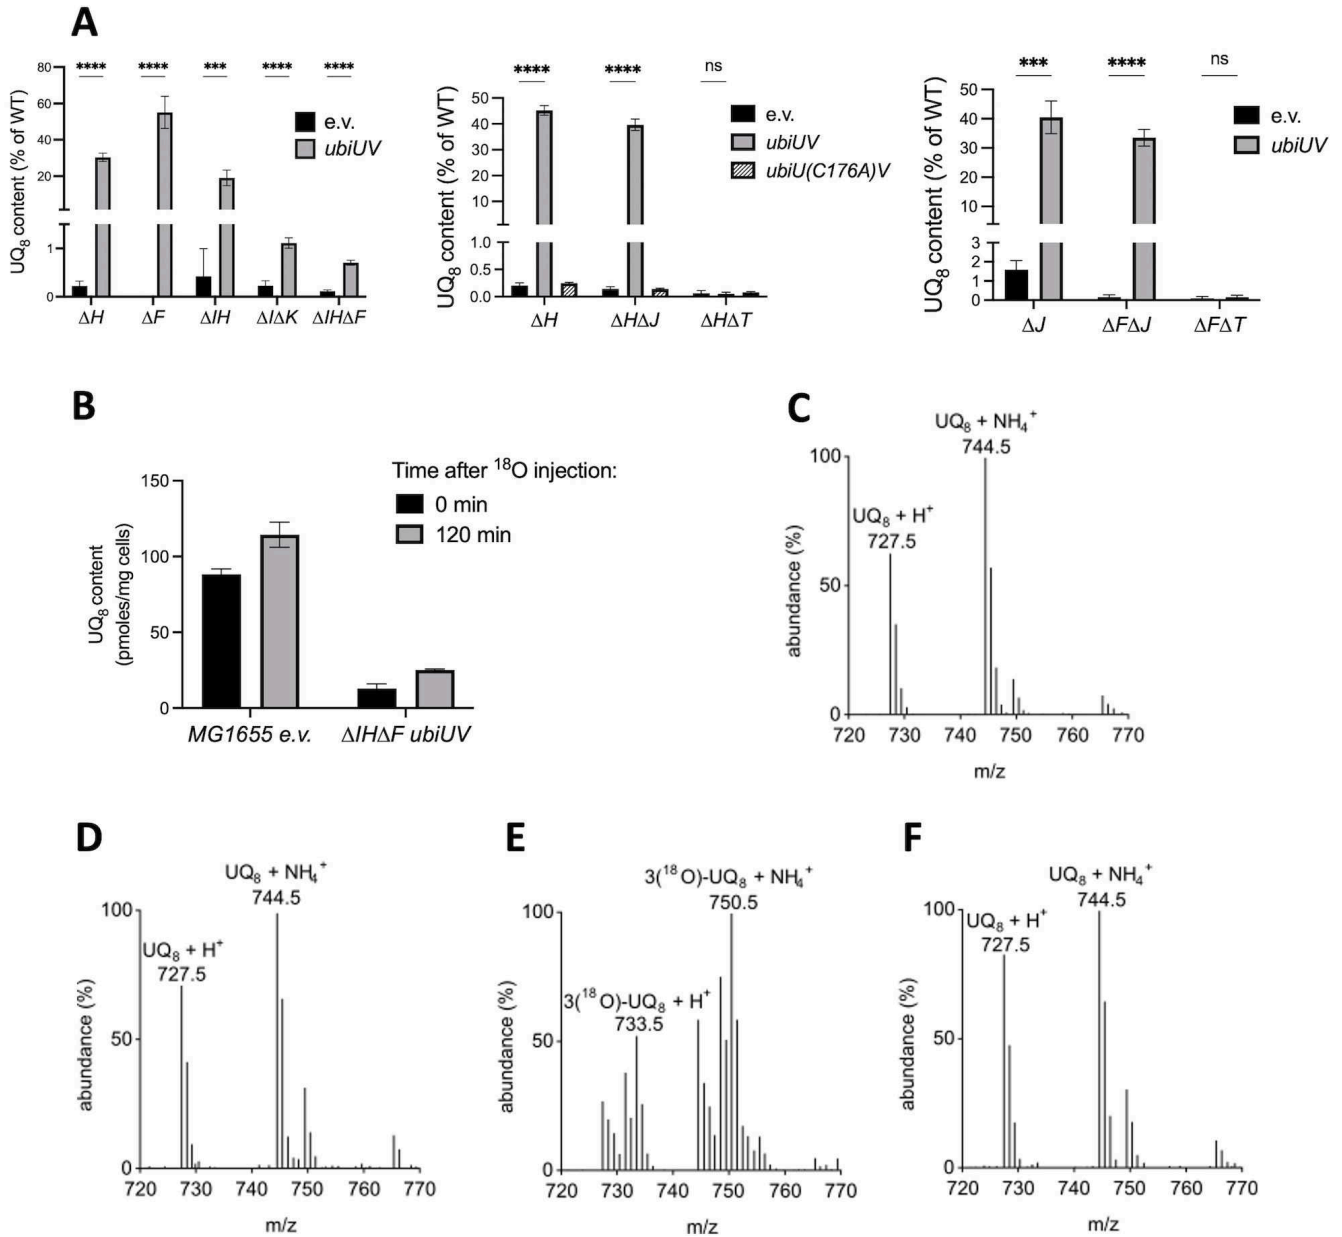 A
UQ₈ content (% of WT)
80
60
40
20
1
0
****
****
***
****
****
e.v.
ubiUV
ΔH
ΔF
ΔIH
ΔIΔK
ΔIHΔF
UQ₈ content (% of WT)
50
40
30
20
10
1.0
0.5
0.0
****
****
ns
e.v.
ubiUV
ubiU(C176A)V
ΔH
ΔHΔJ
ΔHΔT
UQ₈ content (% of WT)
50
40
30
20
10
3
2
1
0
***
****
ns
e.v.
ubiUV
ΔJ
ΔFΔJ
ΔFΔT
B
UQ₈ content
(pmoles/mg cells)
150
100
50
0
Time after ¹⁸O injection:
0 min
120 min
MG1655 e.v.
ΔIHΔF ubiUV
C
UQ₈ + NH₄⁺
744.5
UQ₈ + H⁺
727.5
abundance (%)
100
50
0
720 730 740 750 760 770
m/z
D
UQ₈ + NH₄⁺
744.5
UQ₈ + H⁺
727.5
abundance (%)
100
50
0
720 730 740 750 760 770
m/z
E
3(¹⁸O)-UQ₈ + NH₄⁺
750.5
3(¹⁸O)-UQ₈ + H⁺
733.5
abundance (%)
100
50
0
720 730 740 750 760 770
m/z
F
UQ₈ + NH₄⁺
744.5
UQ₈ + H⁺
727.5
abundance (%)
100
50
0
720 730 740 750 760 770
m/z